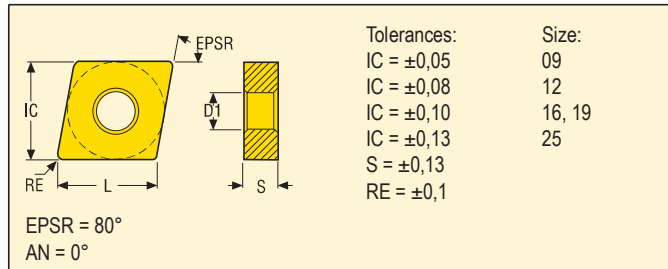 EPSR
IC
D1
RE
L
S
EPSR = 80°
AN = 0°
Tolerances: Size:
IC = ±0,05 09
IC = ±0,08 12
IC = ±0,10 16, 19
IC = ±0,13 25
S = ±0,13
RE = ±0,1